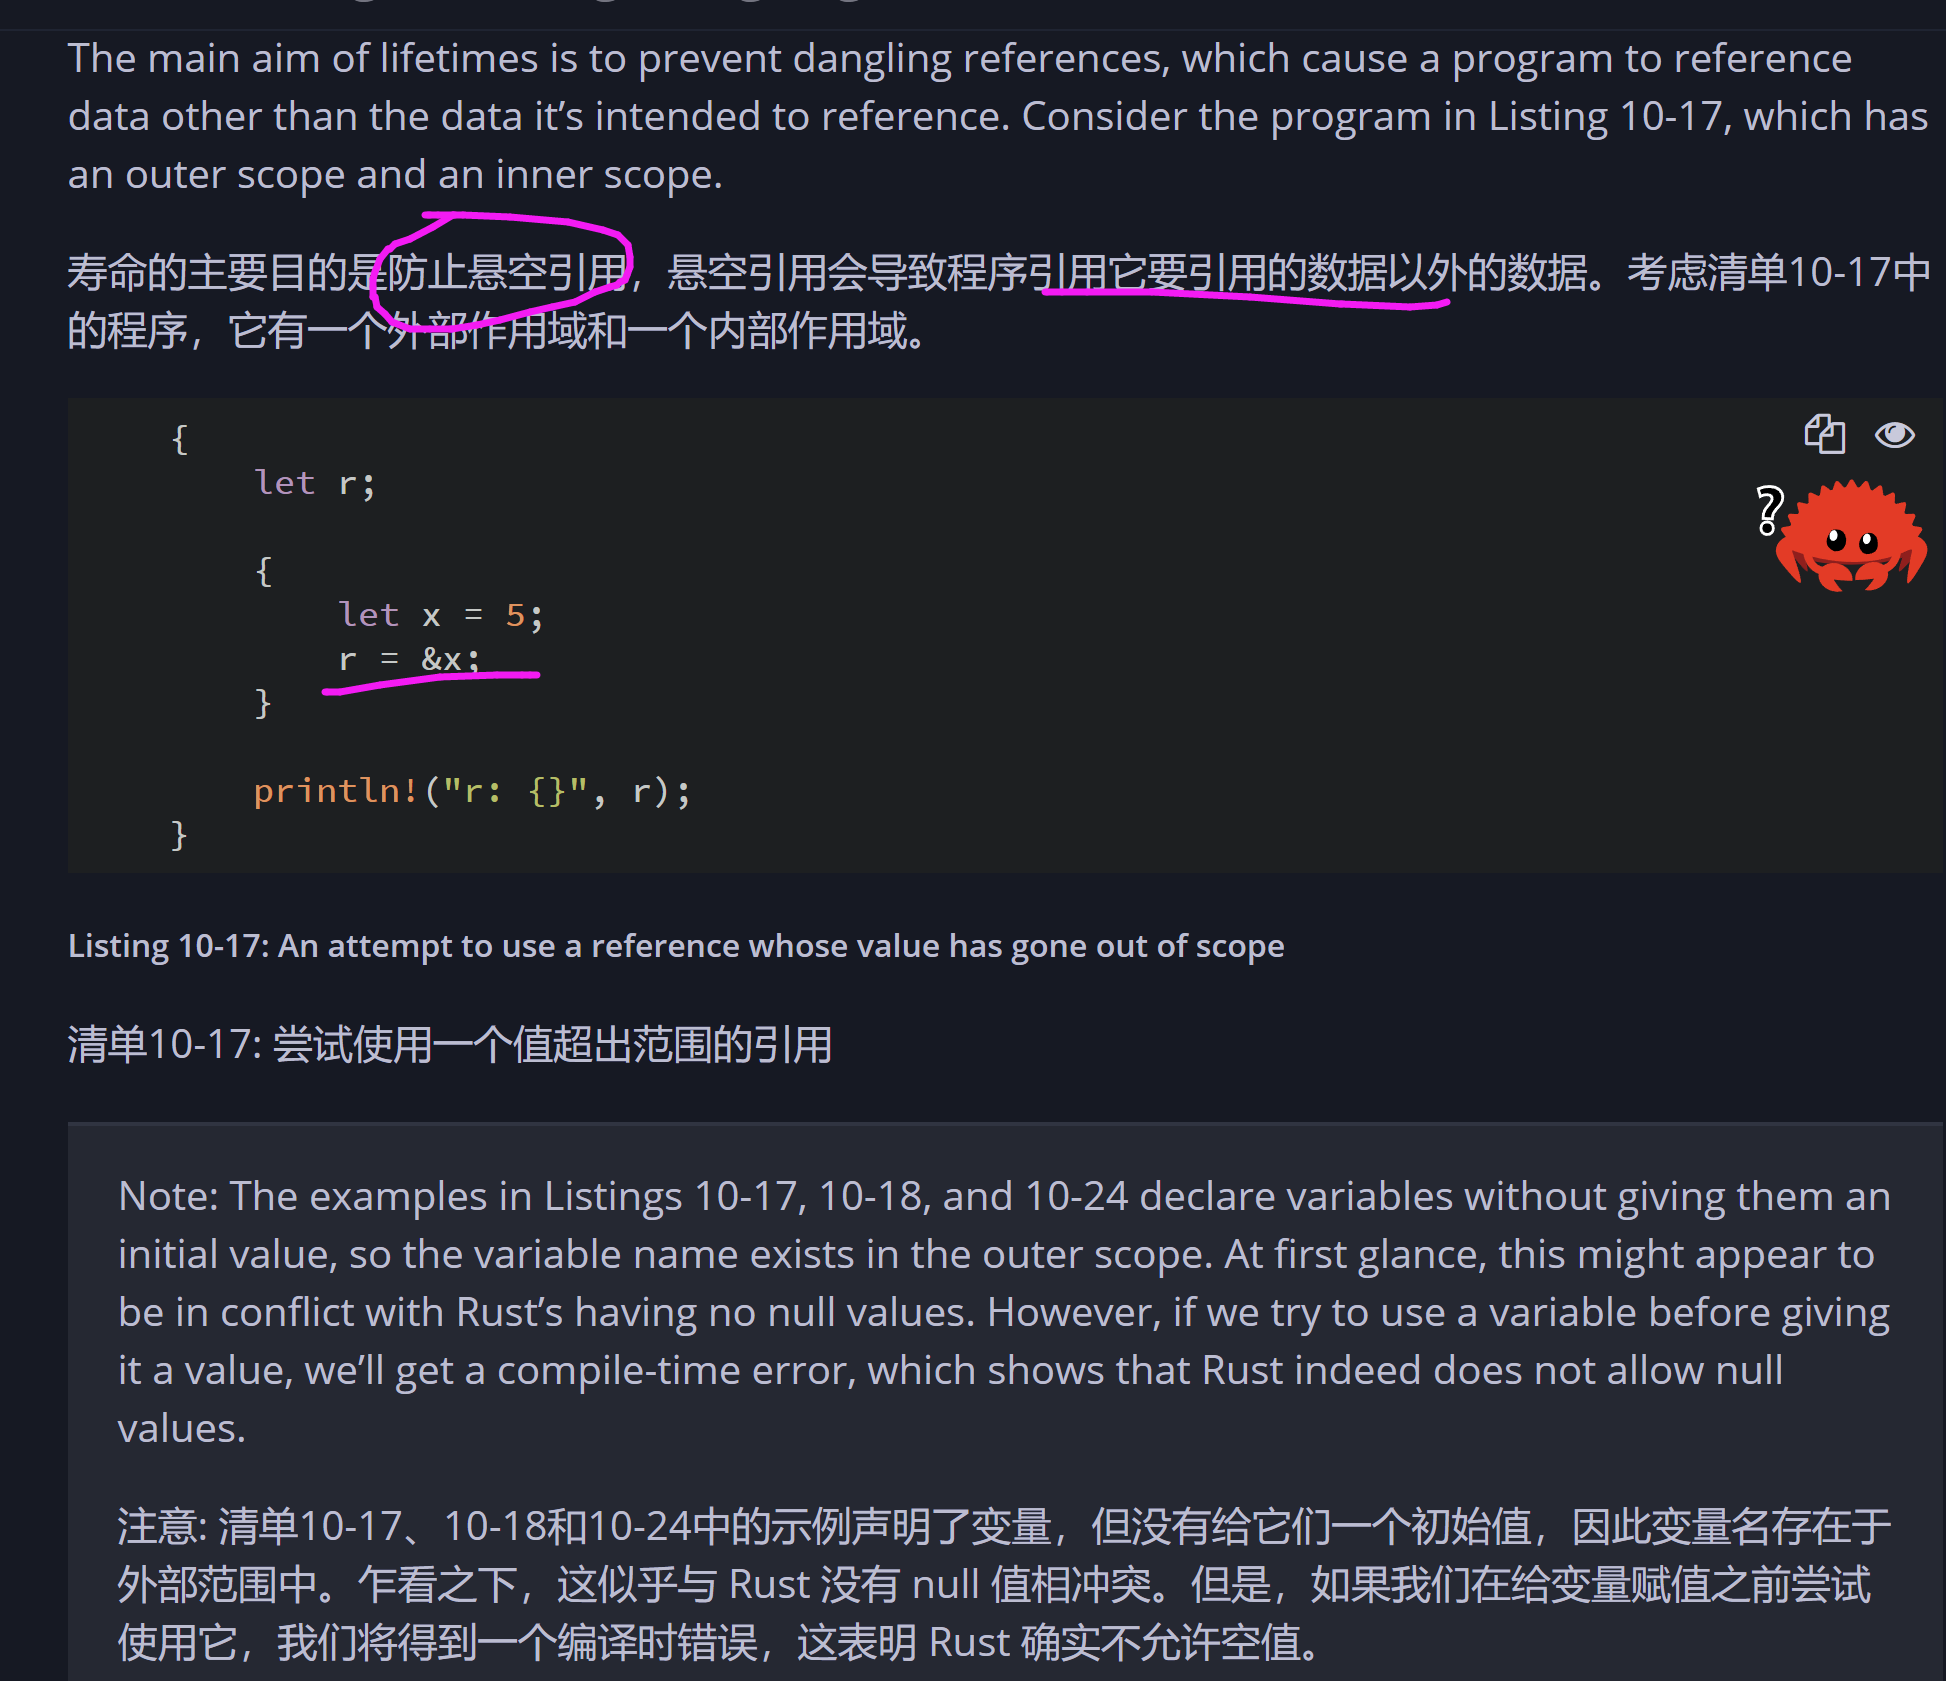 The main aim of lifetimes is to prevent dangling references, which cause a program to reference
data other than the data it’s intended to reference. Consider the program in Listing 10-17, which has
an outer scope and an inner scope.
寿命的主要目的是防止悬空引用，悬空引用会导致程序引用它要引用的数据以外的数据。考虑清单10-17中
的程序，它有一个外部作用域和一个内部作用域。
{
let r;
{
let x = 5;
r = &x;
}
println!("r: {}", r);
}
?
Listing 10-17: An attempt to use a reference whose value has gone out of scope
清单10-17: 尝试使用一个值超出范围的引用
Note: The examples in Listings 10-17, 10-18, and 10-24 declare variables without giving them an
initial value, so the variable name exists in the outer scope. At first glance, this might appear to
be in conflict with Rust’s having no null values. However, if we try to use a variable before giving
it a value, we’ll get a compile-time error, which shows that Rust indeed does not allow null
values.
注意: 清单10-17、10-18和10-24中的示例声明了变量，但没有给它们一个初始值，因此变量名存在于
外部范围中。乍看之下，这似乎与 Rust 没有 null 值相冲突。但是，如果我们在给变量赋值之前尝试
使用它，我们将得到一个编译时错误，这表明 Rust 确实不允许空值。